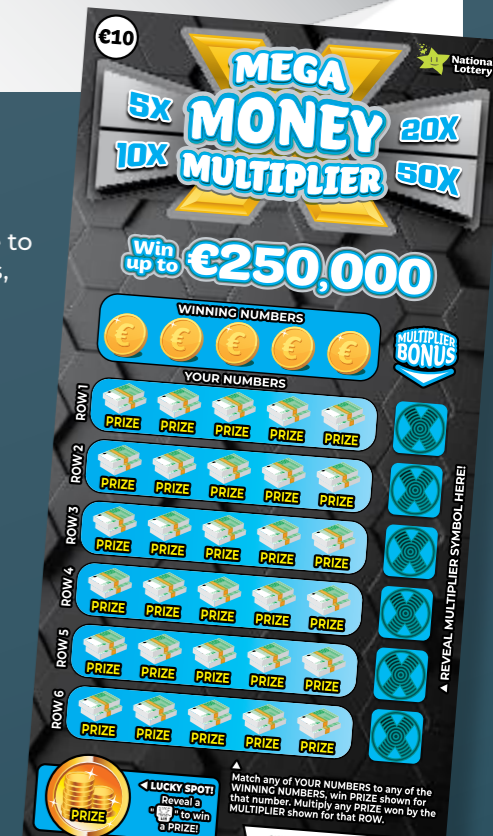 €10
National
Lottery
MEGA
MONEY
MULTIPLIER
5X
10X
20X
50X
to
s,
Win
up to €250,000
WINNING NUMBERS
MULTIPLIER
BONUS
YOUR NUMBERS
ROW 1
PRIZE PRIZE PRIZE PRIZE PRIZE
ROW 2
PRIZE PRIZE PRIZE PRIZE PRIZE
ROW 3
PRIZE PRIZE PRIZE PRIZE PRIZE
ROW 4
PRIZE PRIZE PRIZE PRIZE PRIZE
ROW 5
PRIZE PRIZE PRIZE PRIZE PRIZE
ROW 6
PRIZE PRIZE PRIZE PRIZE PRIZE
▲ REVEAL MULTIPLIER SYMBOL HERE!
PRIZE
◄ LUCKY SPOT!
Reveal a
" " to win
a PRIZE!
▲
Match any of YOUR NUMBERS to any of the
WINNING NUMBERS, win PRIZE shown for
that number. Multiply any PRIZE won by the
MULTIPLIER shown for that ROW.